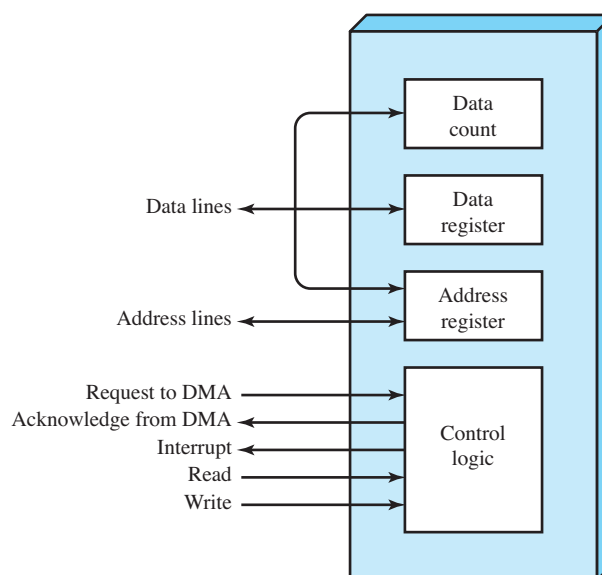 Data
count
Data lines
Data
register
Address lines
Address
register
Request to DMA
Acknowledge from DMA
Interrupt
Read
Write
Control
logic